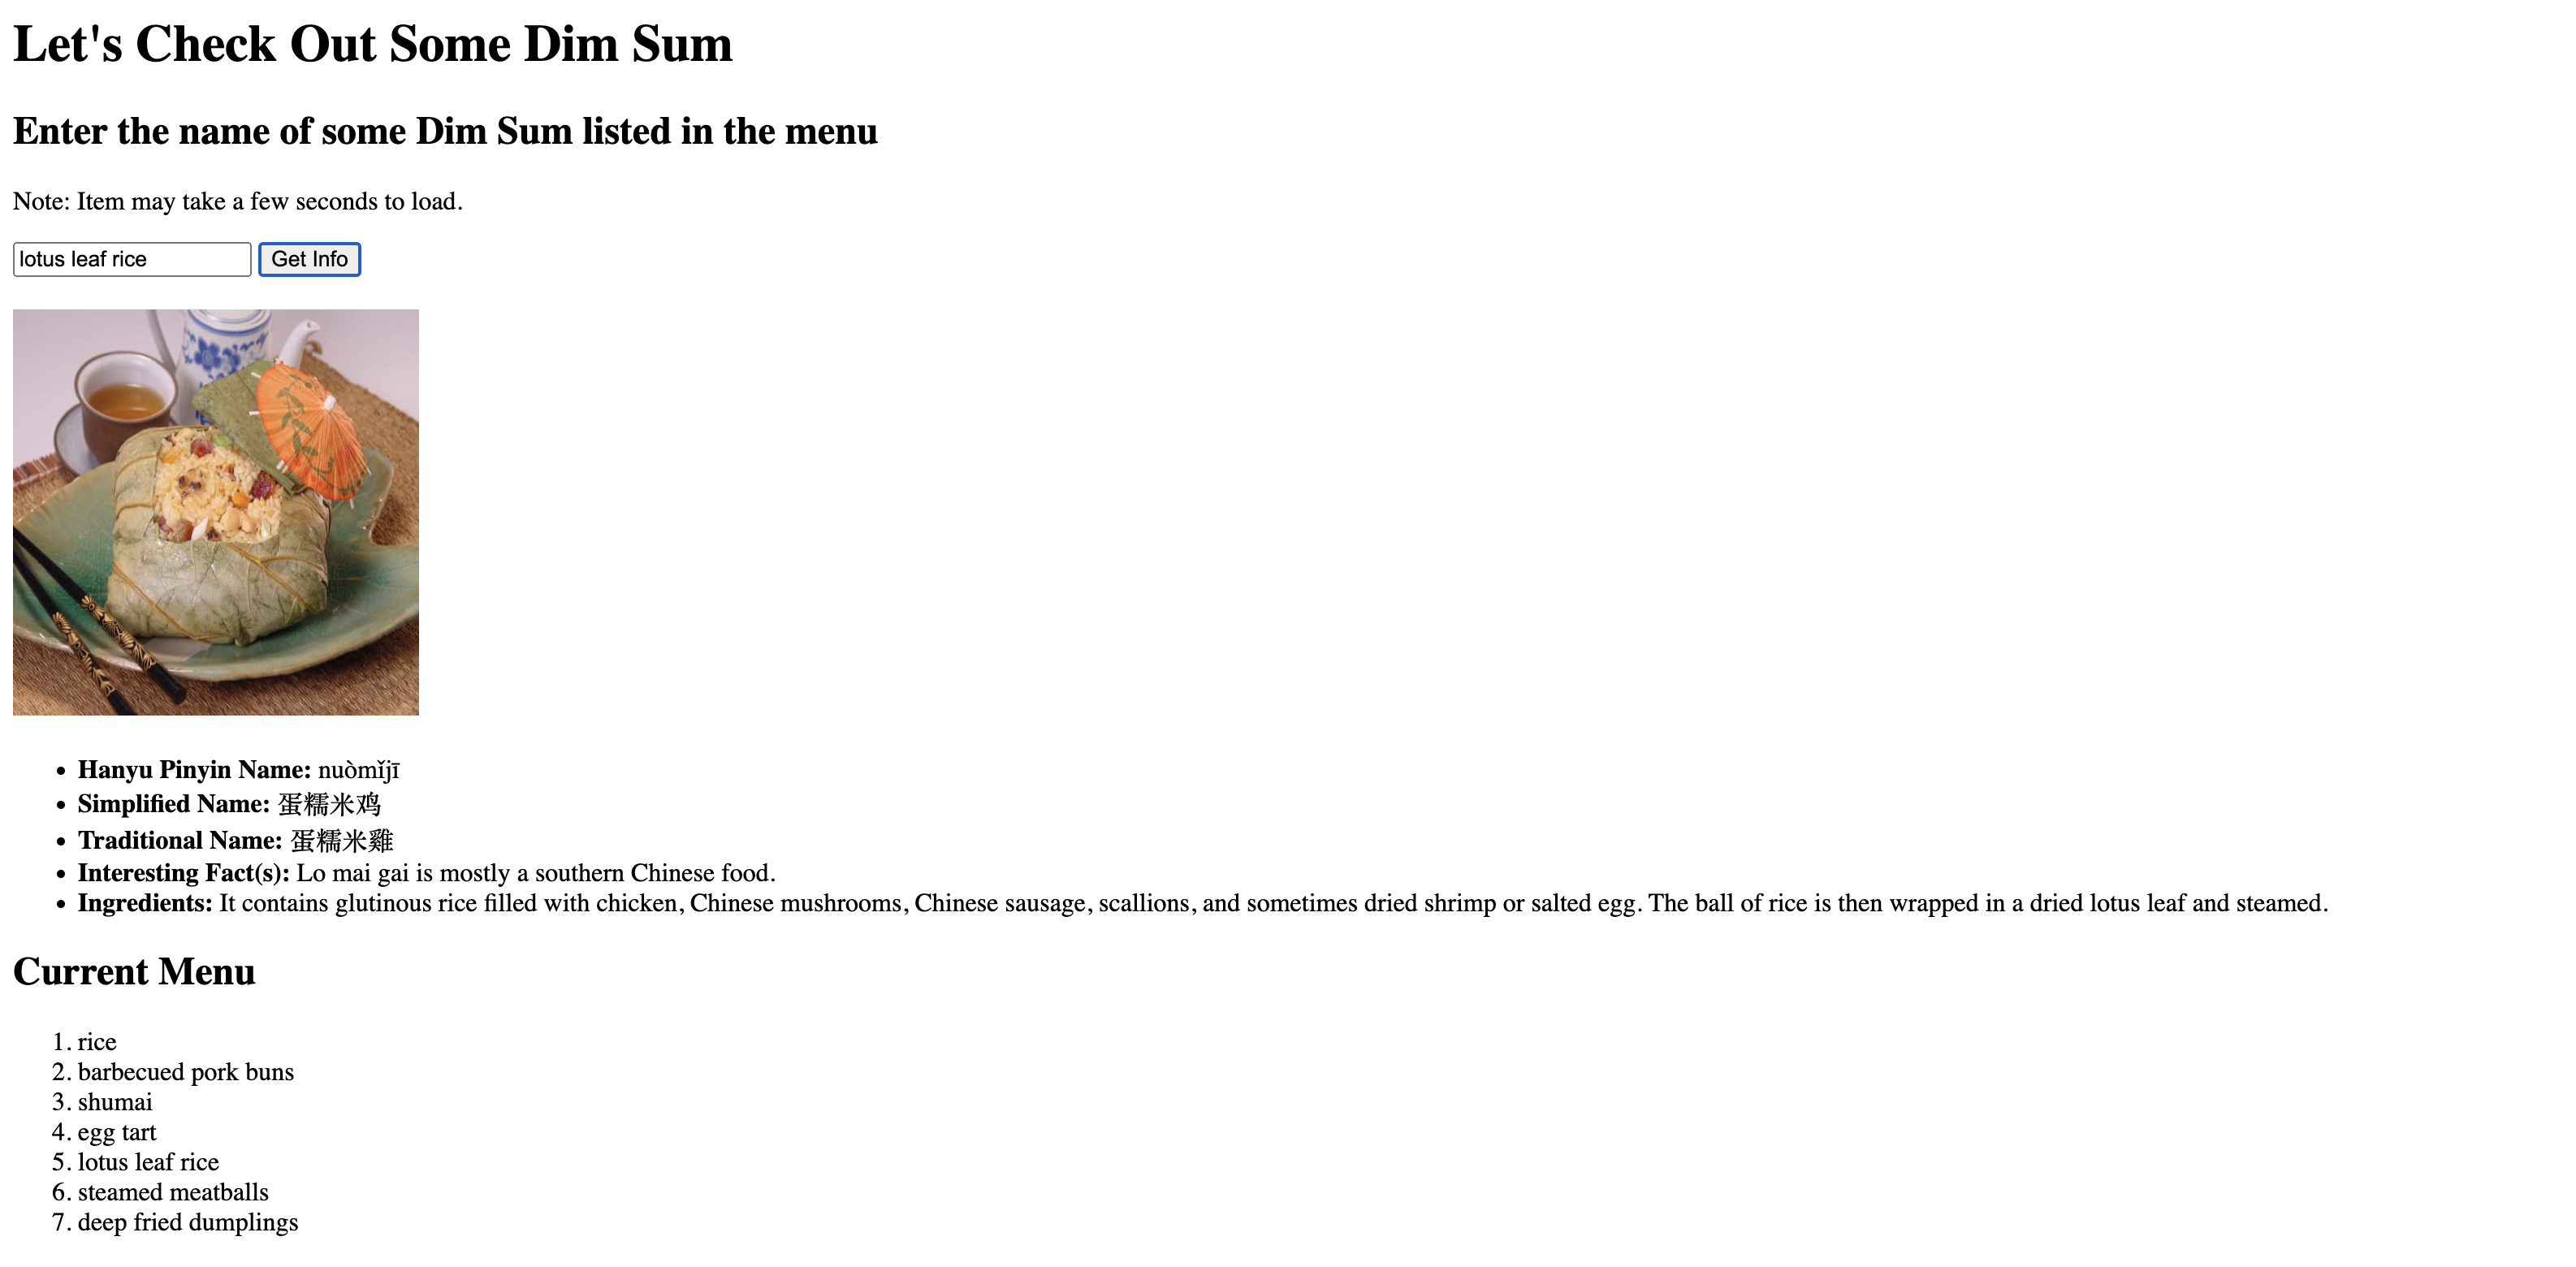 Let's Check Out Some Dim Sum
Enter the name of some Dim Sum listed in the menu
Note: Item may take a few seconds to load.
lotus leaf rice Get Info
Hanyu Pinyin Name: nuòmǐjī
Simplified Name: 蛋糯米鸡
Traditional Name: 蛋糯米雞
Interesting Fact(s): Lo mai gai is mostly a southern Chinese food.
Ingredients: It contains glutinous rice filled with chicken, Chinese mushrooms, Chinese sausage, scallions, and sometimes dried shrimp or salted egg. The ball of rice is then wrapped in a dried lotus leaf and steamed.
Current Menu
1. rice
2. barbecued pork buns
3. shumai
4. egg tart
5. lotus leaf rice
6. steamed meatballs
7. deep fried dumplings